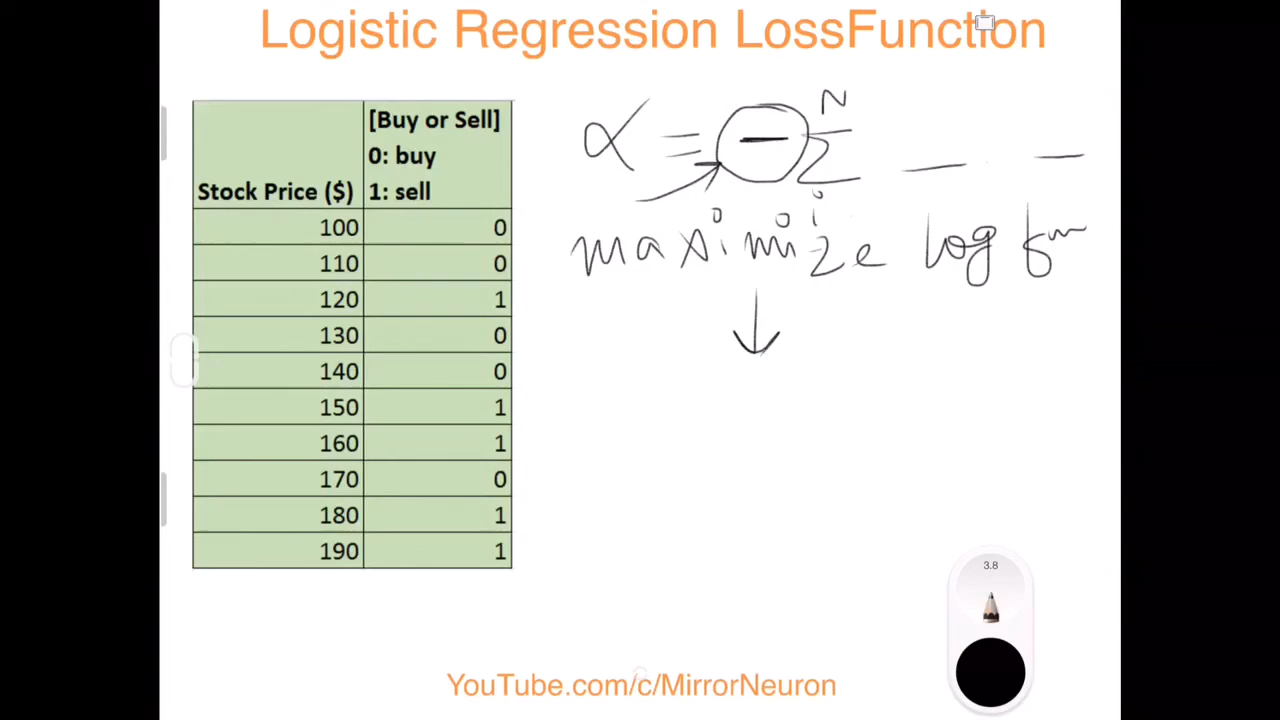 Logistic Regression LossFunction
Stock Price ($) [Buy or Sell] 0: buy 1: sell
100 0
110 0
120 1
130 0
140 0
150 1
160 1
170 0
180 1
190 1
N
α = − Σ
i
maximize log fn
3.8
YouTube.com/c/MirrorNeuron